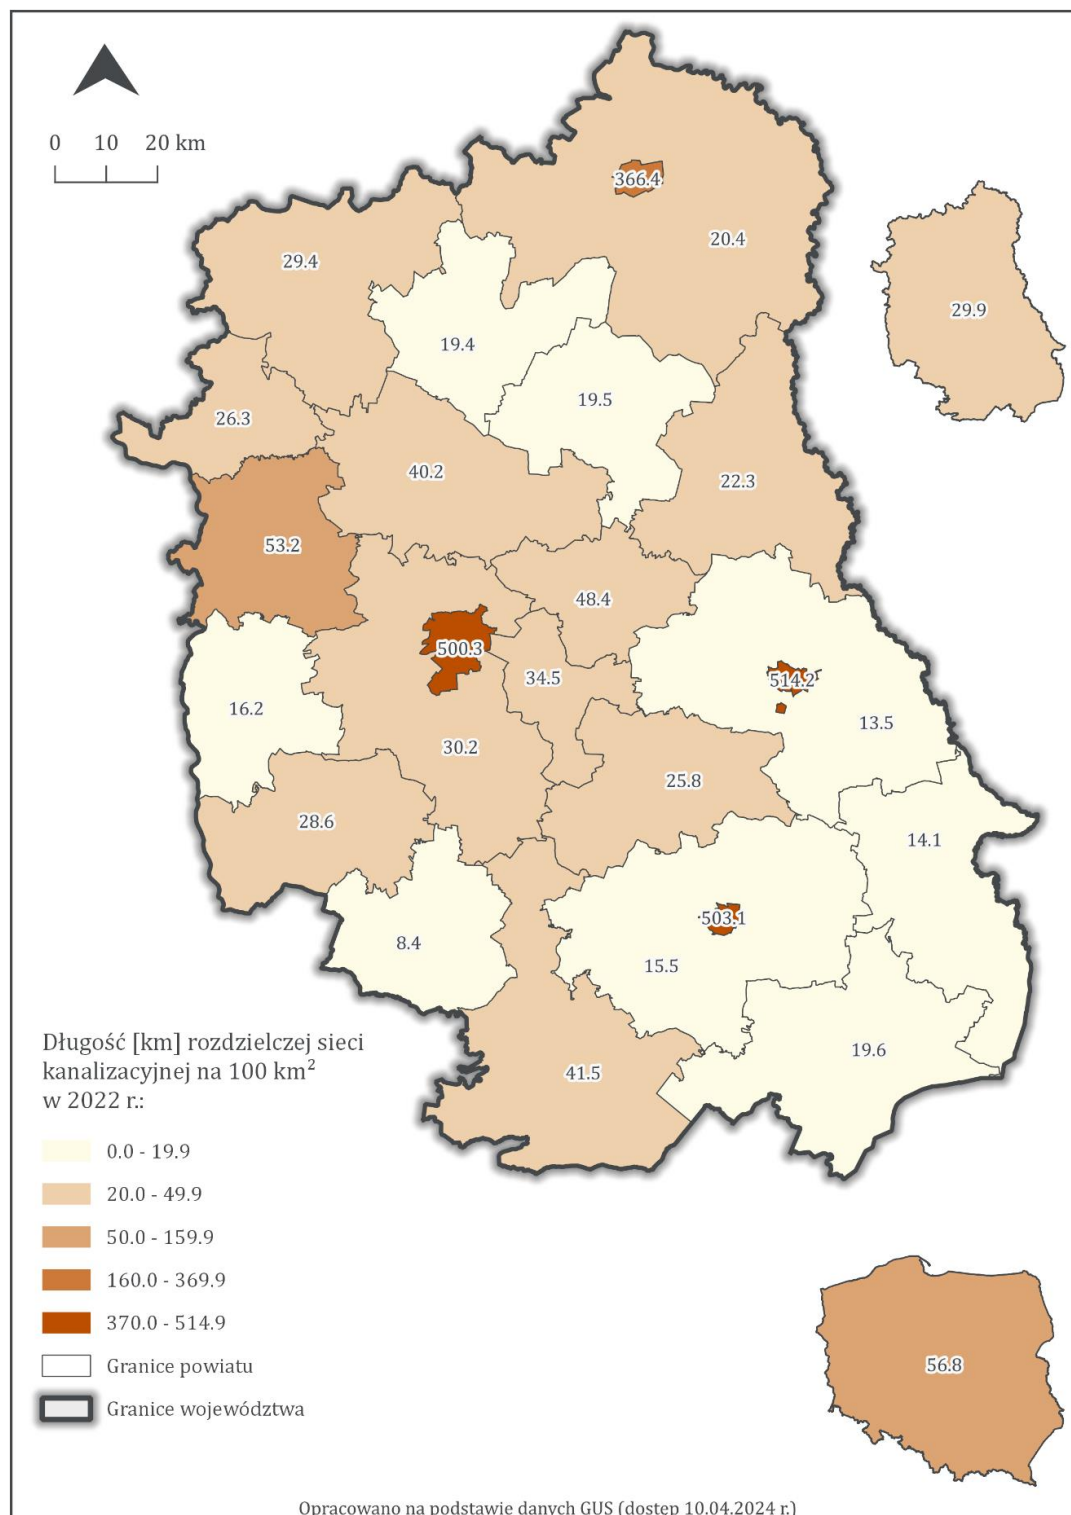 0 10 20 km
366.4
20.4
29.4
29.9
19.4
19.5
26.3
40.2
22.3
53.2
48.4
500.3
34.5
514.2
16.2
13.5
30.2
25.8
28.6
14.1
503.1
8.4
15.5
19.6
41.5
Długość [km] rozdzielczej sieci
kanalizacyjnej na 100 km²
w 2022 r.:
0.0 - 19.9
20.0 - 49.9
50.0 - 159.9
160.0 - 369.9
370.0 - 514.9
Granice powiatu
Granice województwa
56.8
Opracowano na podstawie danych GUS (dostęp 10.04.2024 r.)